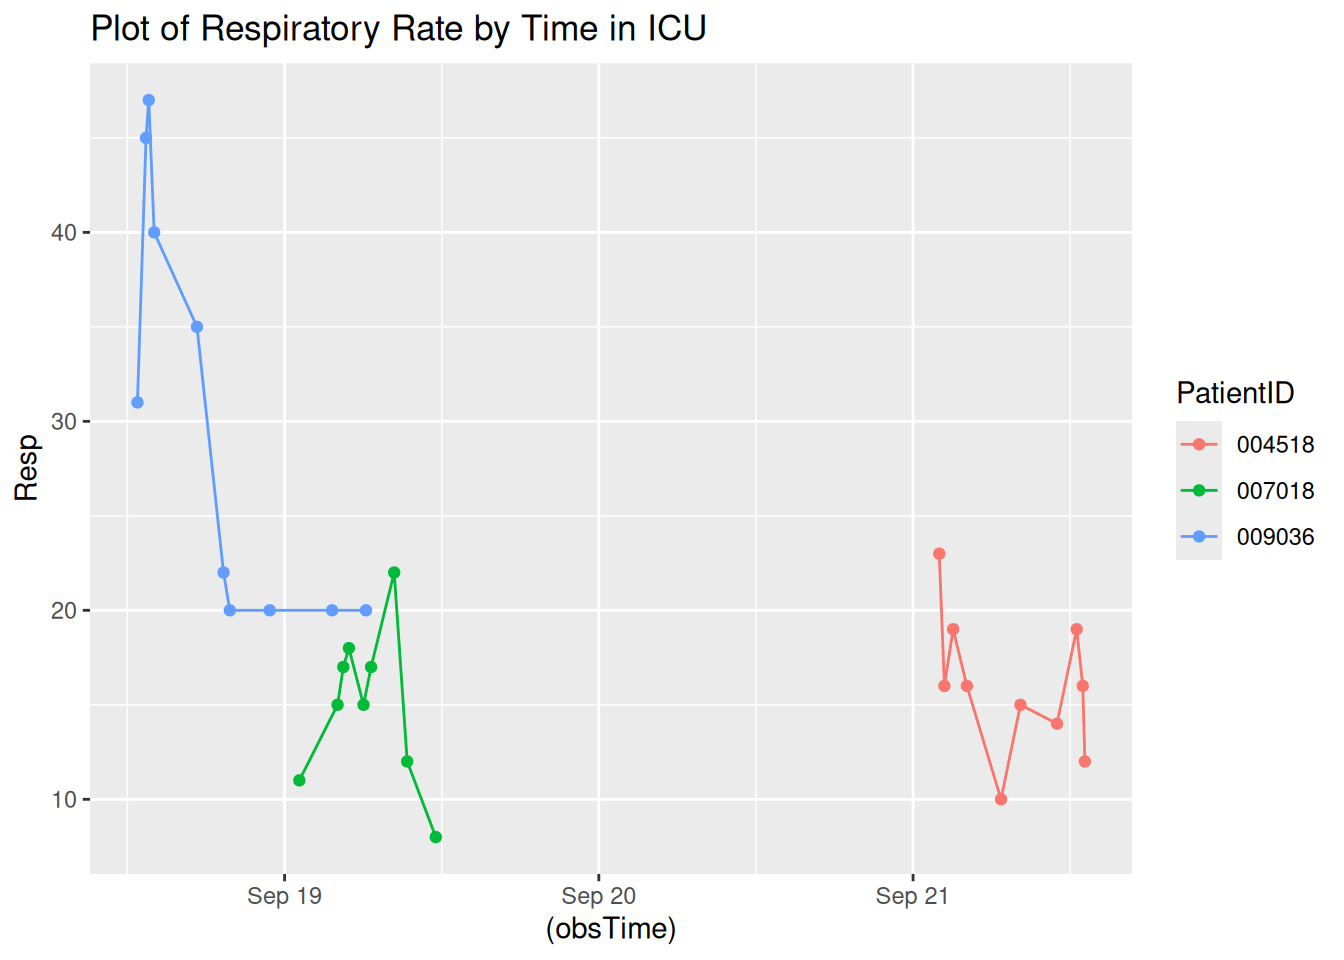 Plot of Respiratory Rate by Time in ICU
Resp
40
30
20
10
Sep 19
Sep 20
Sep 21
(obsTime)
PatientID
004518
007018
009036